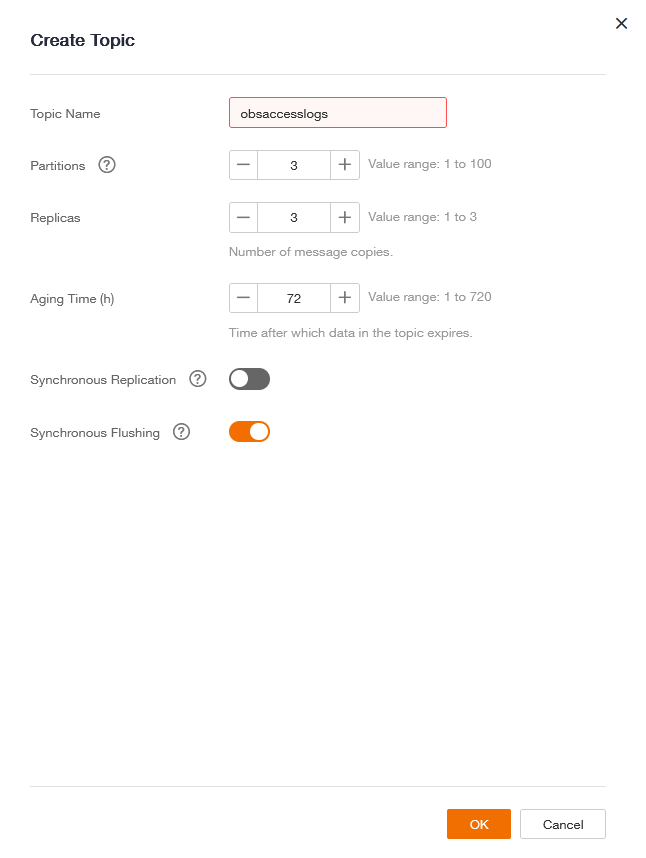 Create Topic
Topic Name
obsaccesslogs
Partitions ? 3 Value range: 1 to 100
Replicas 3 Value range: 1 to 3
Number of message copies.
Aging Time (h) 72 Value range: 1 to 720
Time after which data in the topic expires.
Synchronous Replication ?
Synchronous Flushing ?
OK Cancel